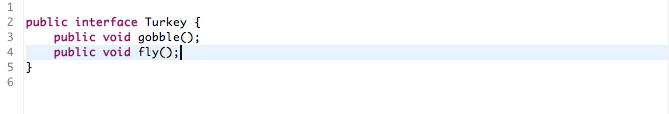 1
2 public interface Turkey {
3     public void gobble();
4     public void fly();
5 }
6